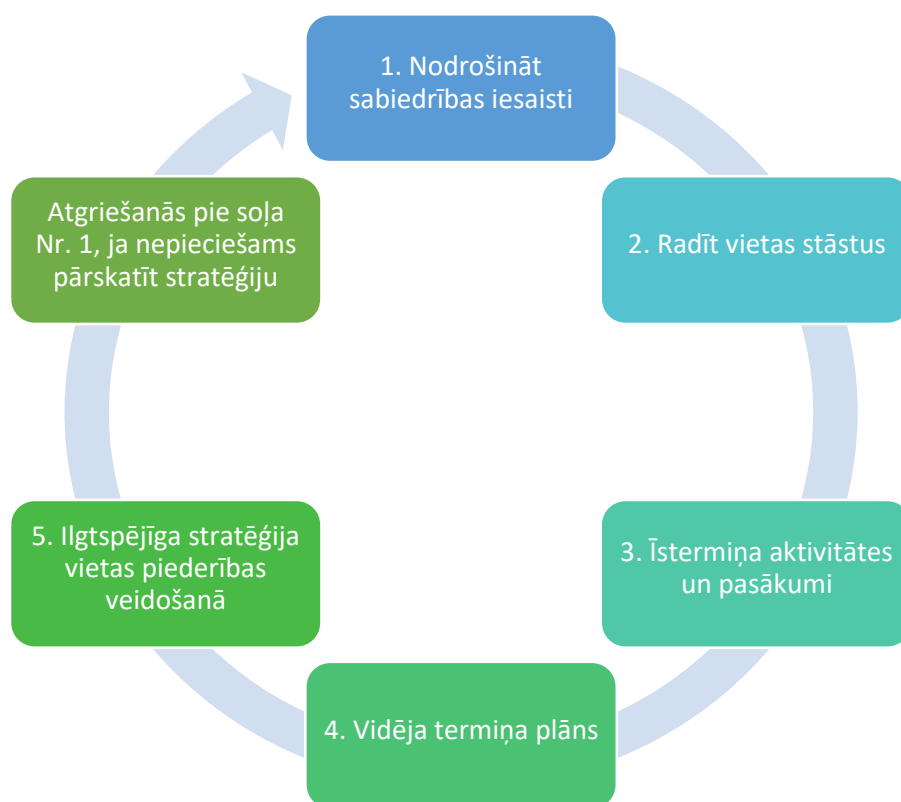 1. Nodrošināt
sabiedrības iesaisti
2. Radīt vietas stāstus
3. Īstermiņa aktivitātes
un pasākumi
4. Vidēja termiņa plāns
5. Ilgtspējīga stratēģija
vietas piederības
veidošanā
Atgriešanās pie soļa
Nr. 1, ja nepieciešams
pārskatīt stratēģiju